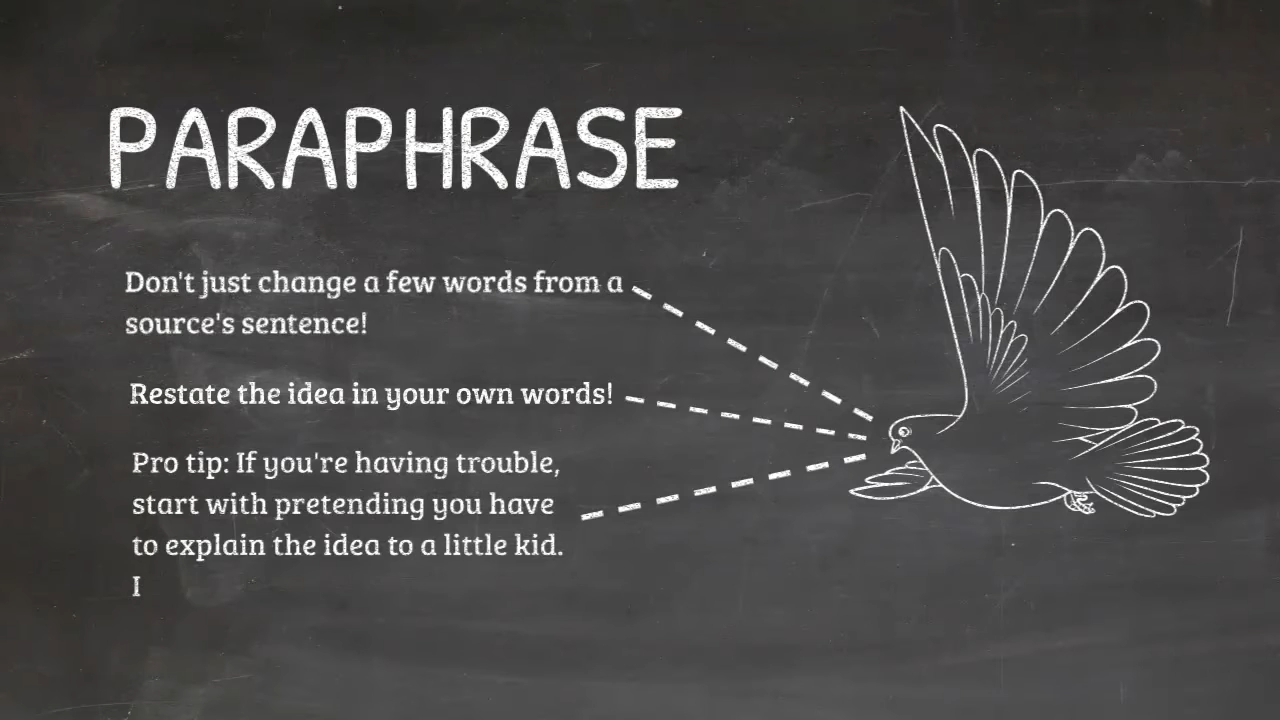 PARAPHRASE
Don't just change a few words from a
source's sentence!
Restate the idea in your own words!
Pro tip: If you're having trouble,
start with pretending you have
to explain the idea to a little kid.
I